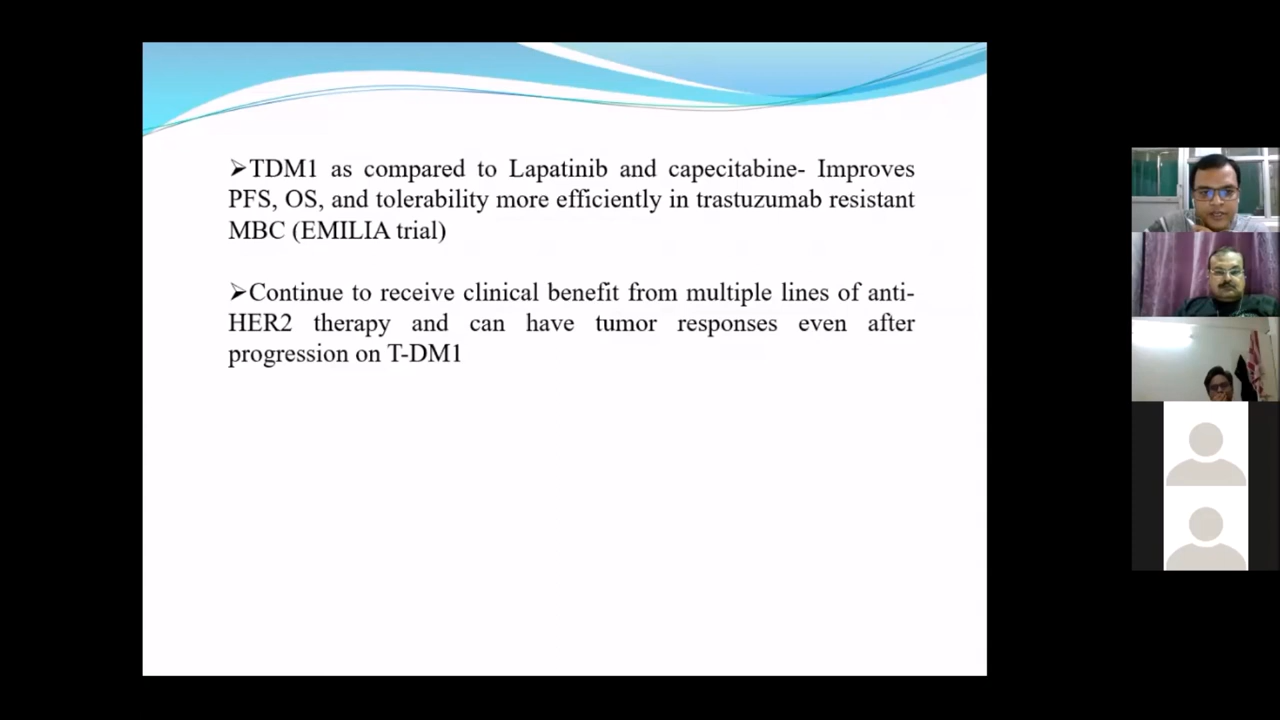 ➢TDM1 as compared to Lapatinib and capecitabine- Improves
PFS, OS, and tolerability more efficiently in trastuzumab resistant
MBC (EMILIA trial)
➢Continue to receive clinical benefit from multiple lines of anti-
HER2 therapy and can have tumor responses even after
progression on T-DM1